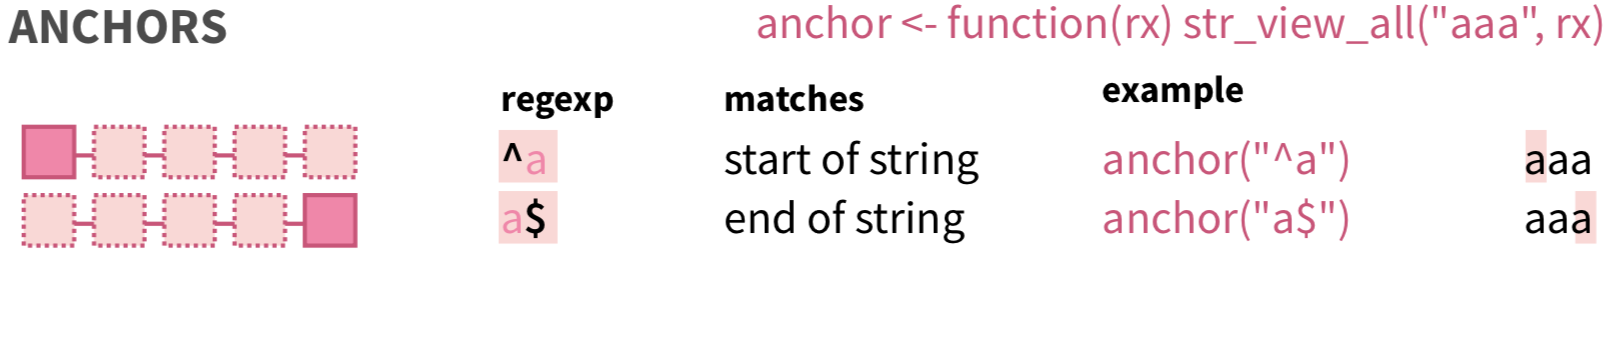 ANCHORS
anchor <- function(rx) str_view_all("aaa", rx)
regexp matches example
^a start of string anchor("^a") aaa
a$ end of string anchor("a$") aaa